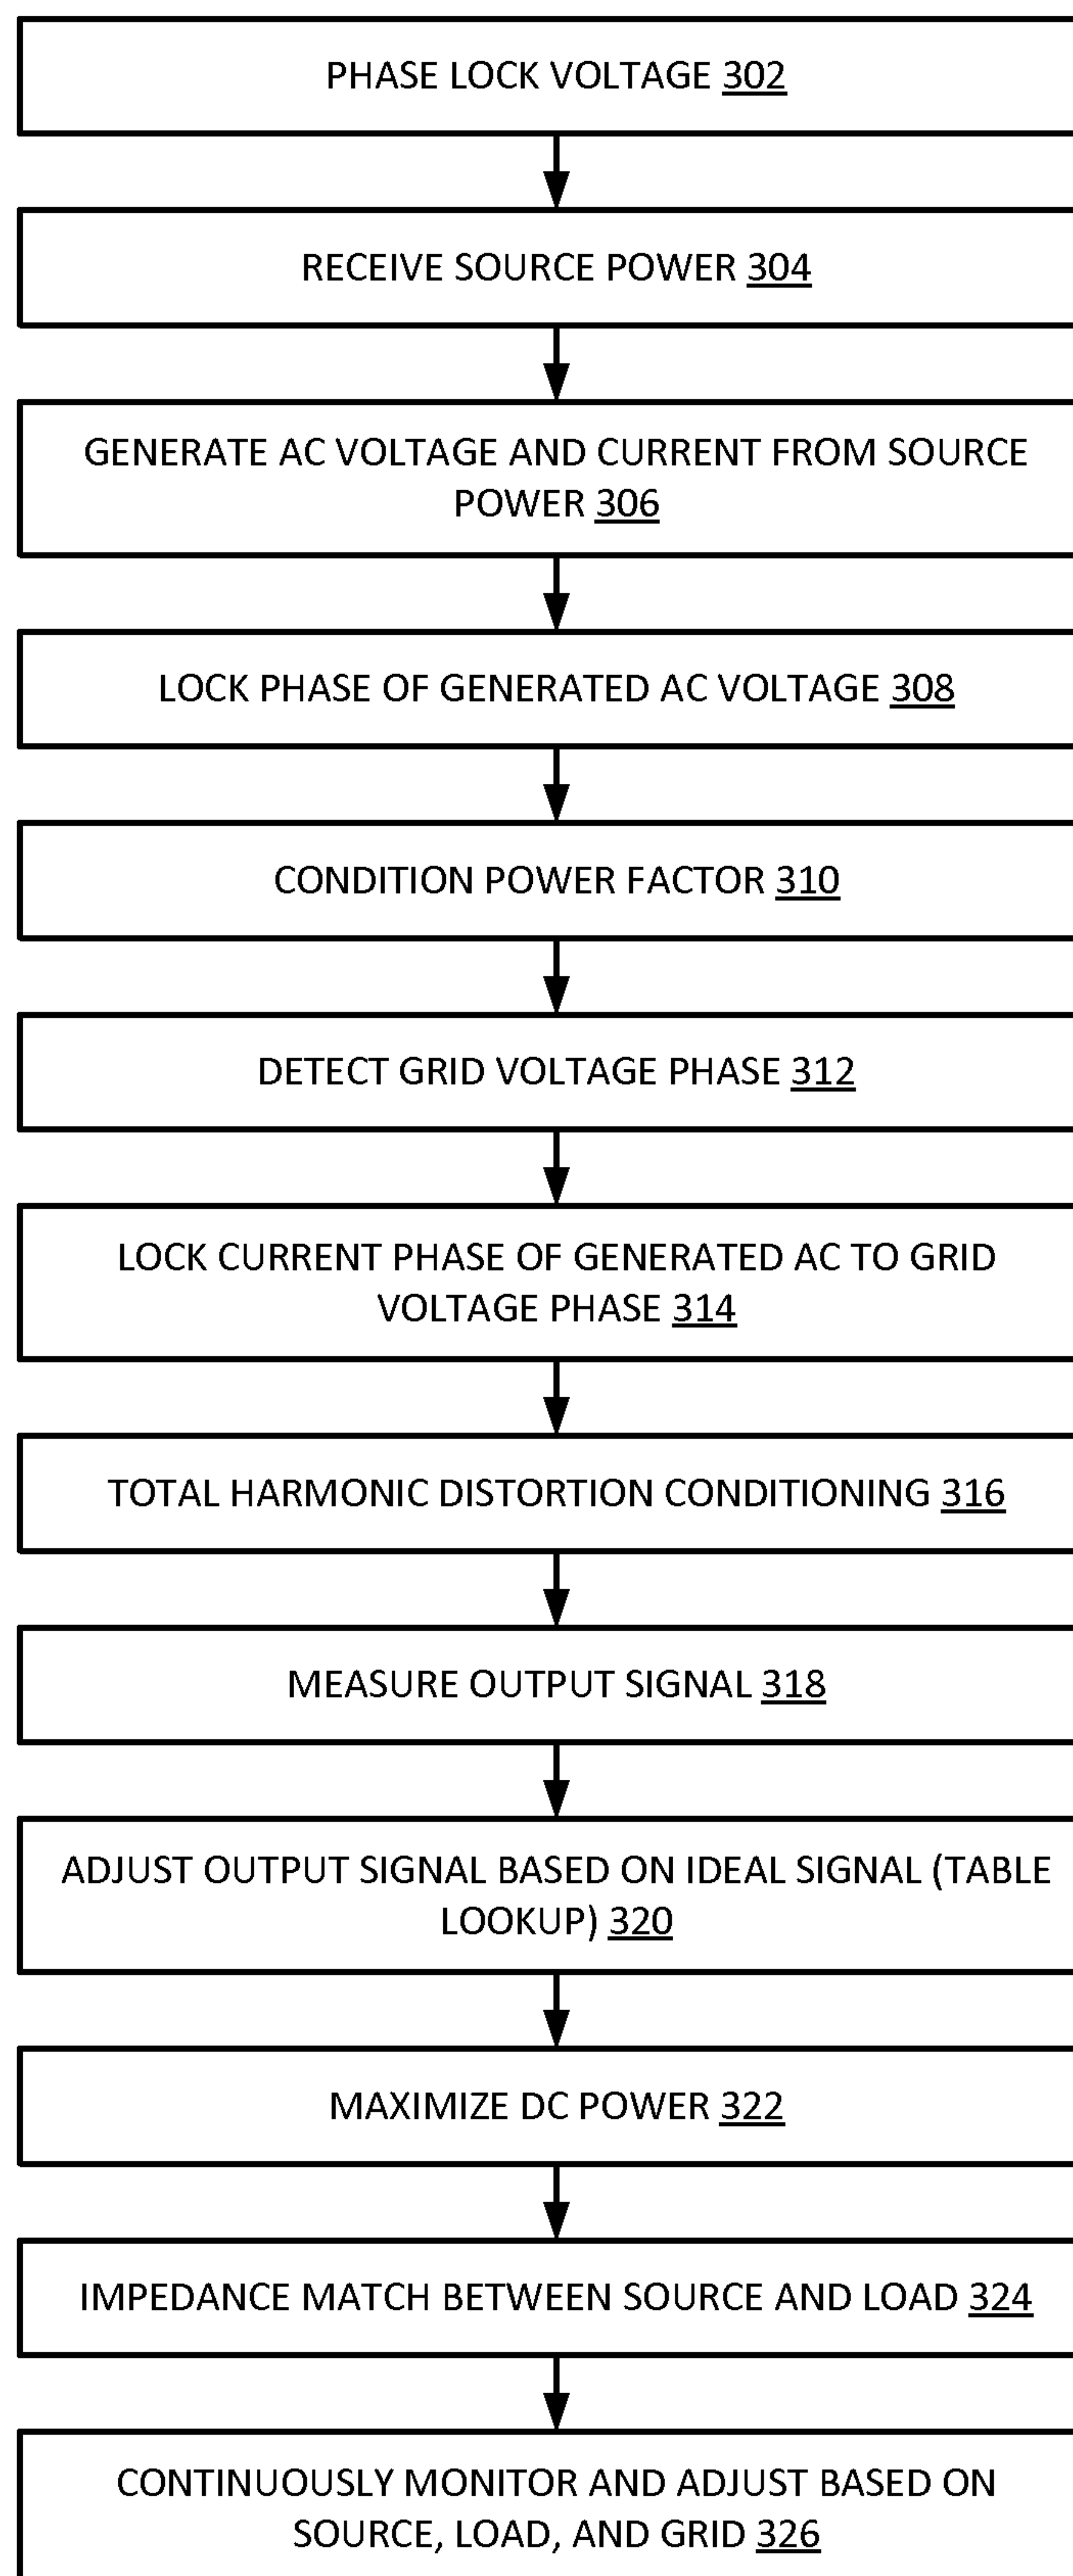 PHASE LOCK VOLTAGE 302
RECEIVE SOURCE POWER 304
GENERATE AC VOLTAGE AND CURRENT FROM SOURCE
POWER 306
LOCK PHASE OF GENERATED AC VOLTAGE 308
CONDITION POWER FACTOR 310
DETECT GRID VOLTAGE PHASE 312
LOCK CURRENT PHASE OF GENERATED AC TO GRID
VOLTAGE PHASE 314
TOTAL HARMONIC DISTORTION CONDITIONING 316
MEASURE OUTPUT SIGNAL 318
ADJUST OUTPUT SIGNAL BASED ON IDEAL SIGNAL (TABLE
LOOKUP) 320
MAXIMIZE DC POWER 322
IMPEDANCE MATCH BETWEEN SOURCE AND LOAD 324
CONTINUOUSLY MONITOR AND ADJUST BASED ON
SOURCE, LOAD, AND GRID 326